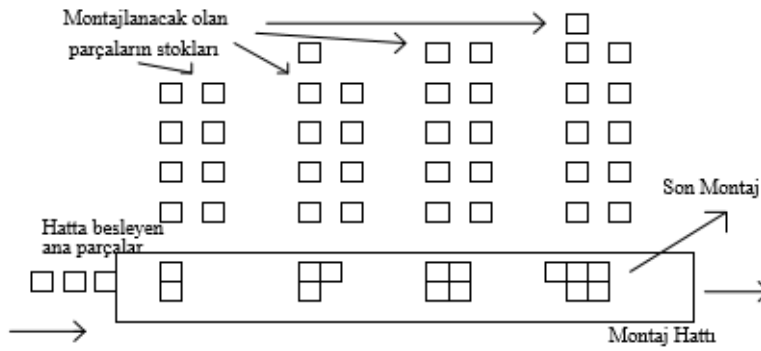 Montajlanacak olan
parçaların stokları
Son Montaj
Hatta besleyen
ana parçalar
Montaj Hattı